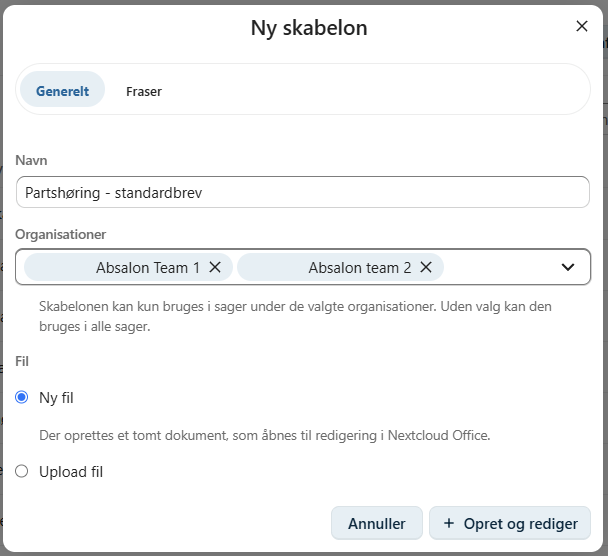 Ny skabelon
Generelt
Fraser
Navn
Partshøring - standardbrev
Organisationer
Absalon Team 1
Absalon team 2
Skabelonen kan kun bruges i sager under de valgte organisationer. Uden valg kan den
bruges i alle sager.
Fil
Ny fil
Der oprettes et tomt dokument, som åbnes til redigering i Nextcloud Office.
Upload fil
Annuller
+ Opret og rediger